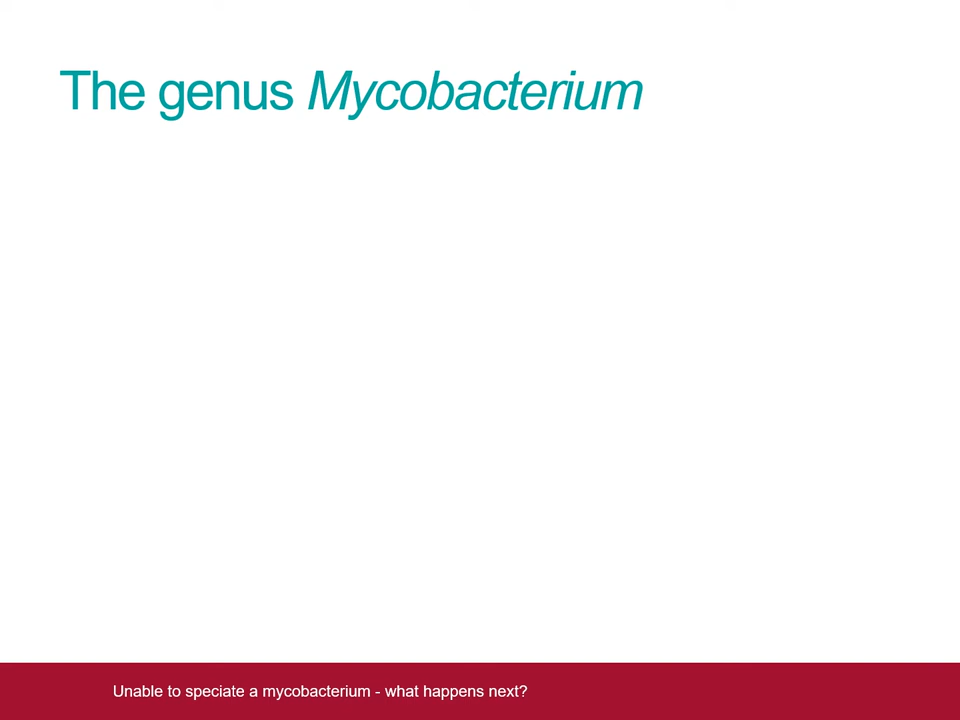 The genus Mycobacterium
Unable to speciate a mycobacterium - what happens next?